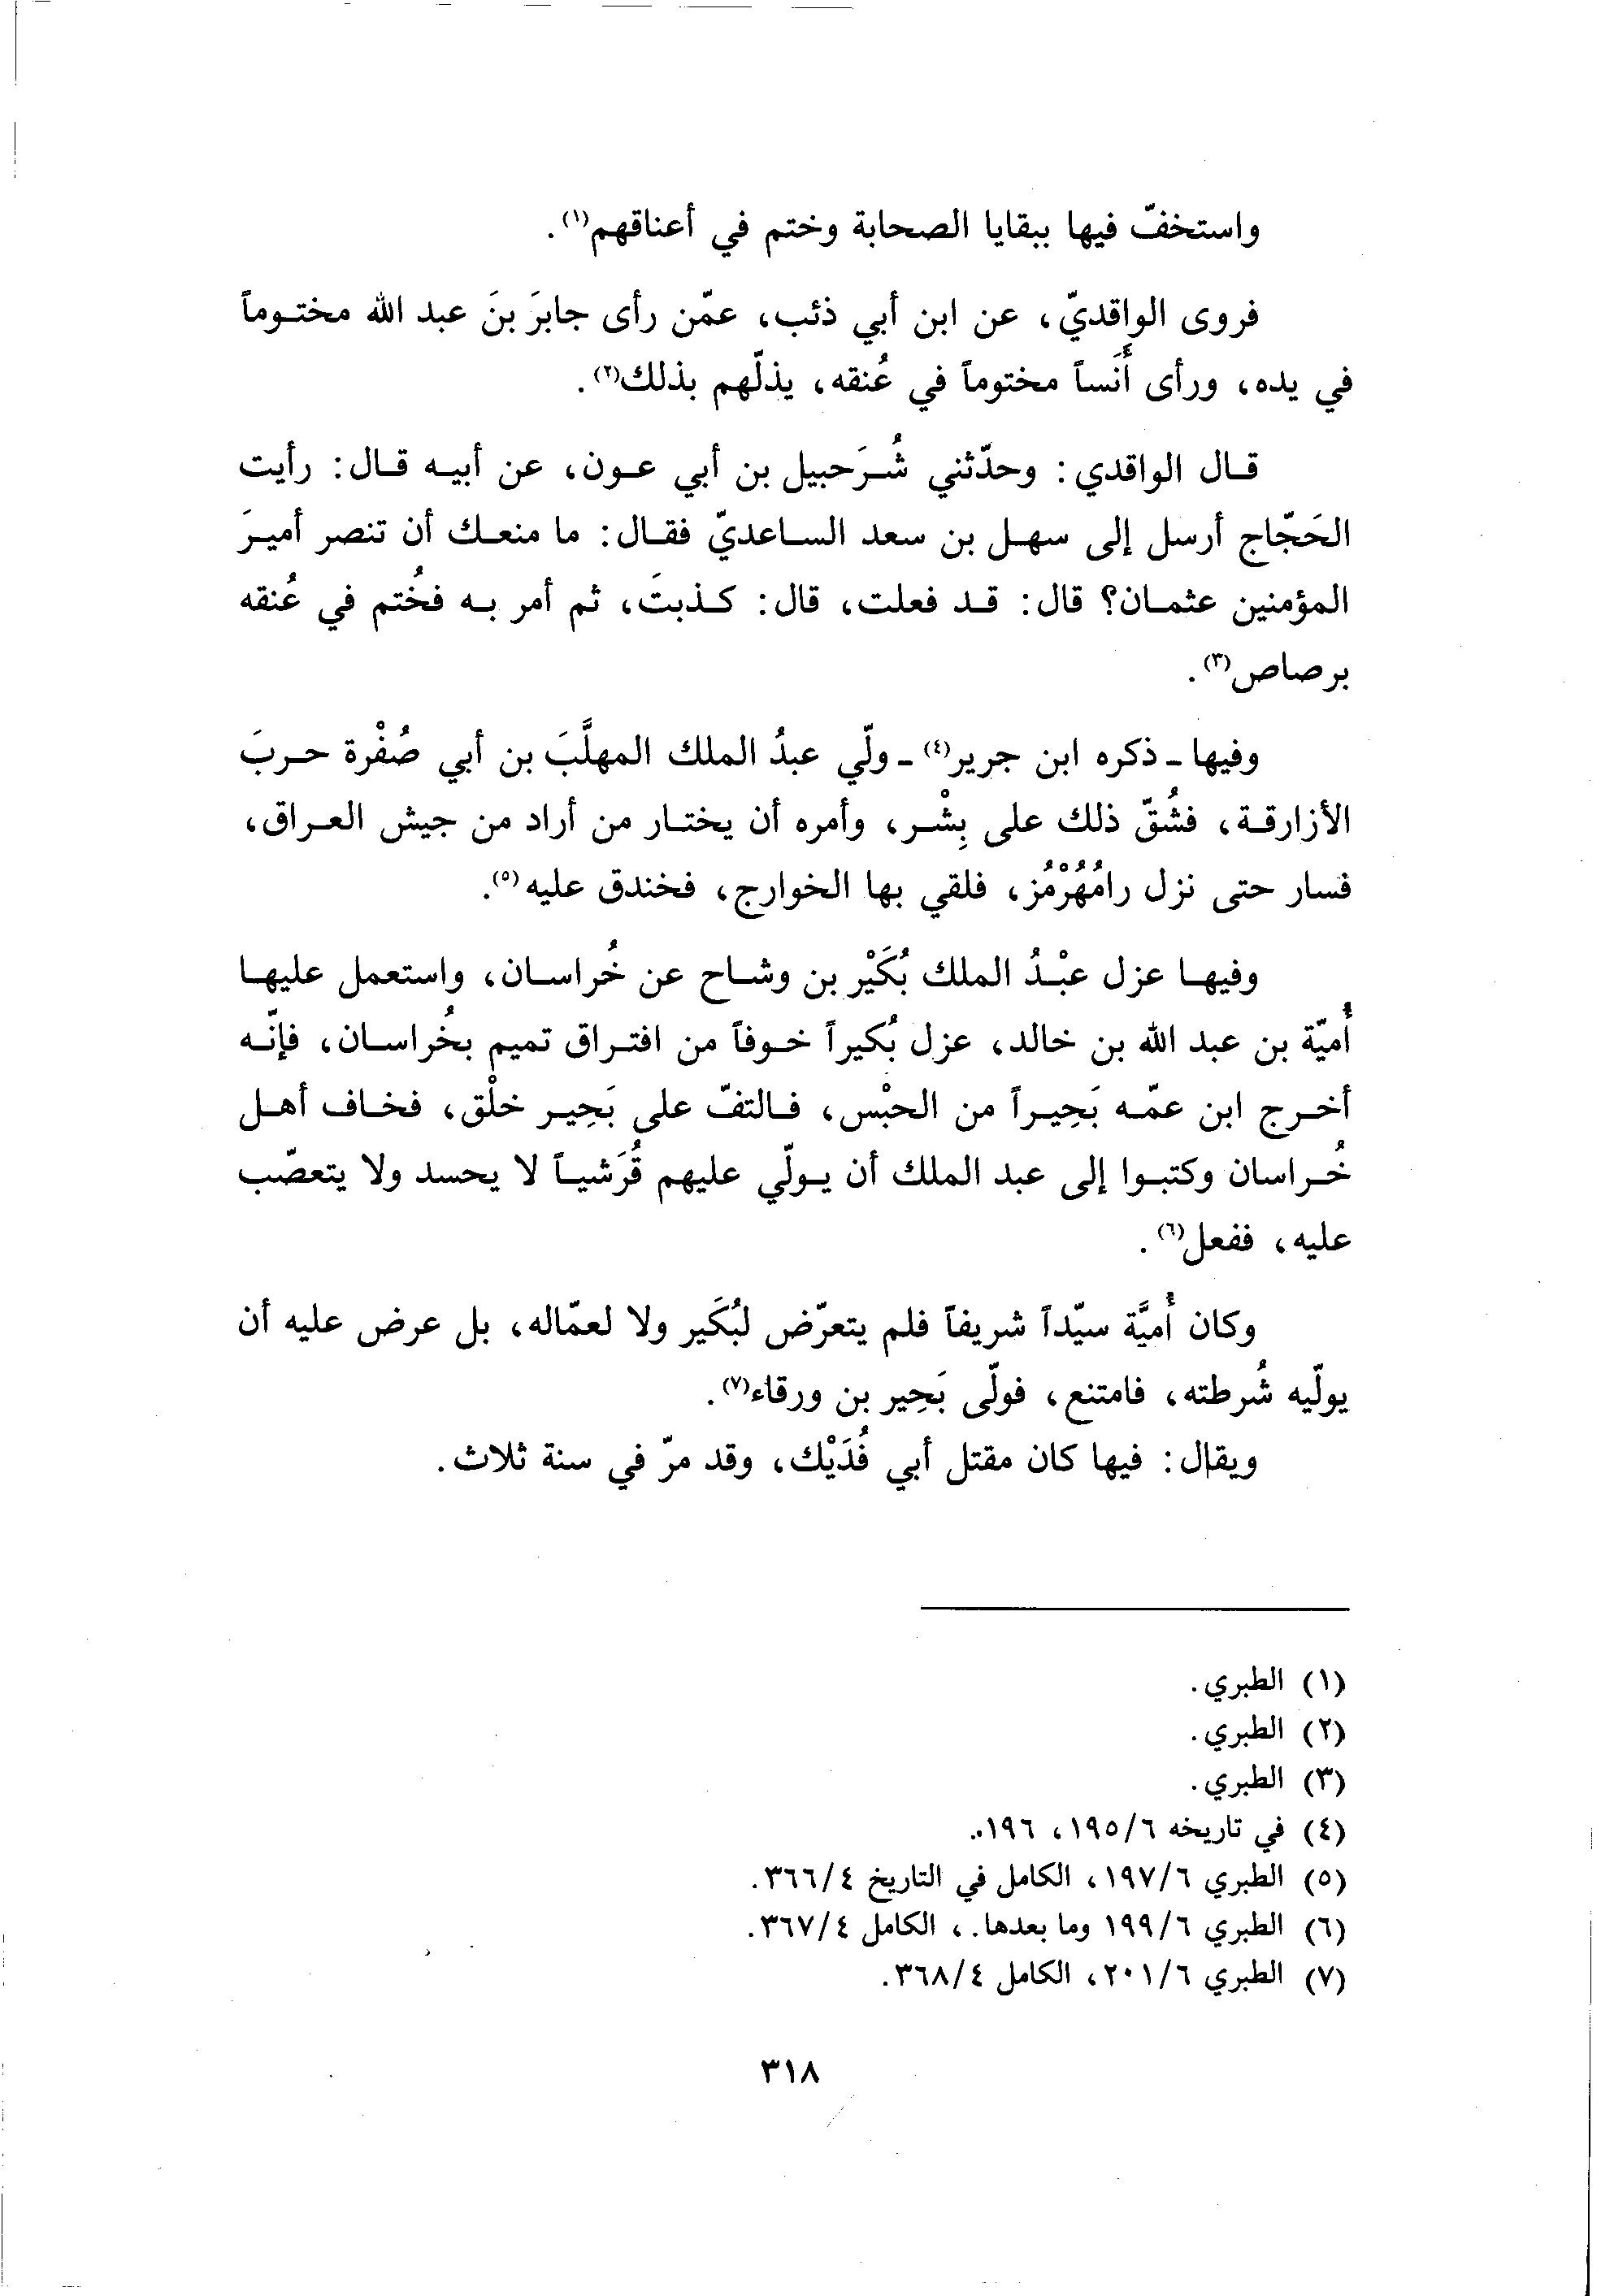 واستخفّ فيها ببقايا الصحابة وختم في أعناقهم(١).
فروى الواقديّ، عن ابن أبي ذئب، عمّن رأى جابرَ بنَ عبد الله مختوماً
في يده، ورأى أَنَساً مختوماً في عُنقه، يذلّهم بذلك(٢).
قال الواقدي: وحدّثني شُرَحبيل بن أبي عون، عن أبيه قال: رأيت
الحَجّاج أرسل إلى سهل بن سعد الساعديّ فقال: ما منعك أن تنصر أميرَ
المؤمنين عثمان؟ قال: قد فعلت، قال: كذبتَ، ثم أمر به فخُتم في عُنقه
برصاص(٣).
وفيها - ذكره ابن جرير(٤) - ولّي عبدُ الملك المهلَّبَ بن أبي صُفْرة حربَ
الأزارقة، فشُقّ ذلك على بِشْر، وأمره أن يختار من أراد من جيش العراق،
فسار حتى نزل رامُهُرْمُز، فلقي بها الخوارج، فخندق عليه(٥).
وفيها عزل عبْدُ الملك بُكَيْر بن وشاح عن خُراسان، واستعمل عليها
أُميّة بن عبد الله بن خالد، عزل بُكيراً خوفاً من افتراق تميم بخُراسان، فإنّه
أخرج ابن عمّه بَحِيراً من الحبْس، فالتفّ على بَحِير خلْق، فخاف أهل
خُراسان وكتبوا إلى عبد الملك أن يولّي عليهم قُرَشياً لا يحسد ولا يتعصّب
عليه، ففعل(٦).
وكان أُميَّة سيّداً شريفاً فلم يتعرّض لبُكَير ولا لعمّاله، بل عرض عليه أن
يولّيه شُرطته، فامتنع، فولّى بَحِير بن ورقاء(٧).
ويقال: فيها كان مقتل أبي فُدَيْك، وقد مرّ في سنة ثلاث.
(١) الطبري.
(٢) الطبري.
(٣) الطبري.
(٤) في تاريخه ١٩٥/٦، ١٩٦.
(٥) الطبري ١٩٧/٦، الكامل في التاريخ ٣٦٦/٤.
(٦) الطبري ١٩٩/٦ وما بعدها.، الكامل ٣٦٧/٤.
(٧) الطبري ٢٠١/٦، الكامل ٣٦٨/٤.
٣١٨